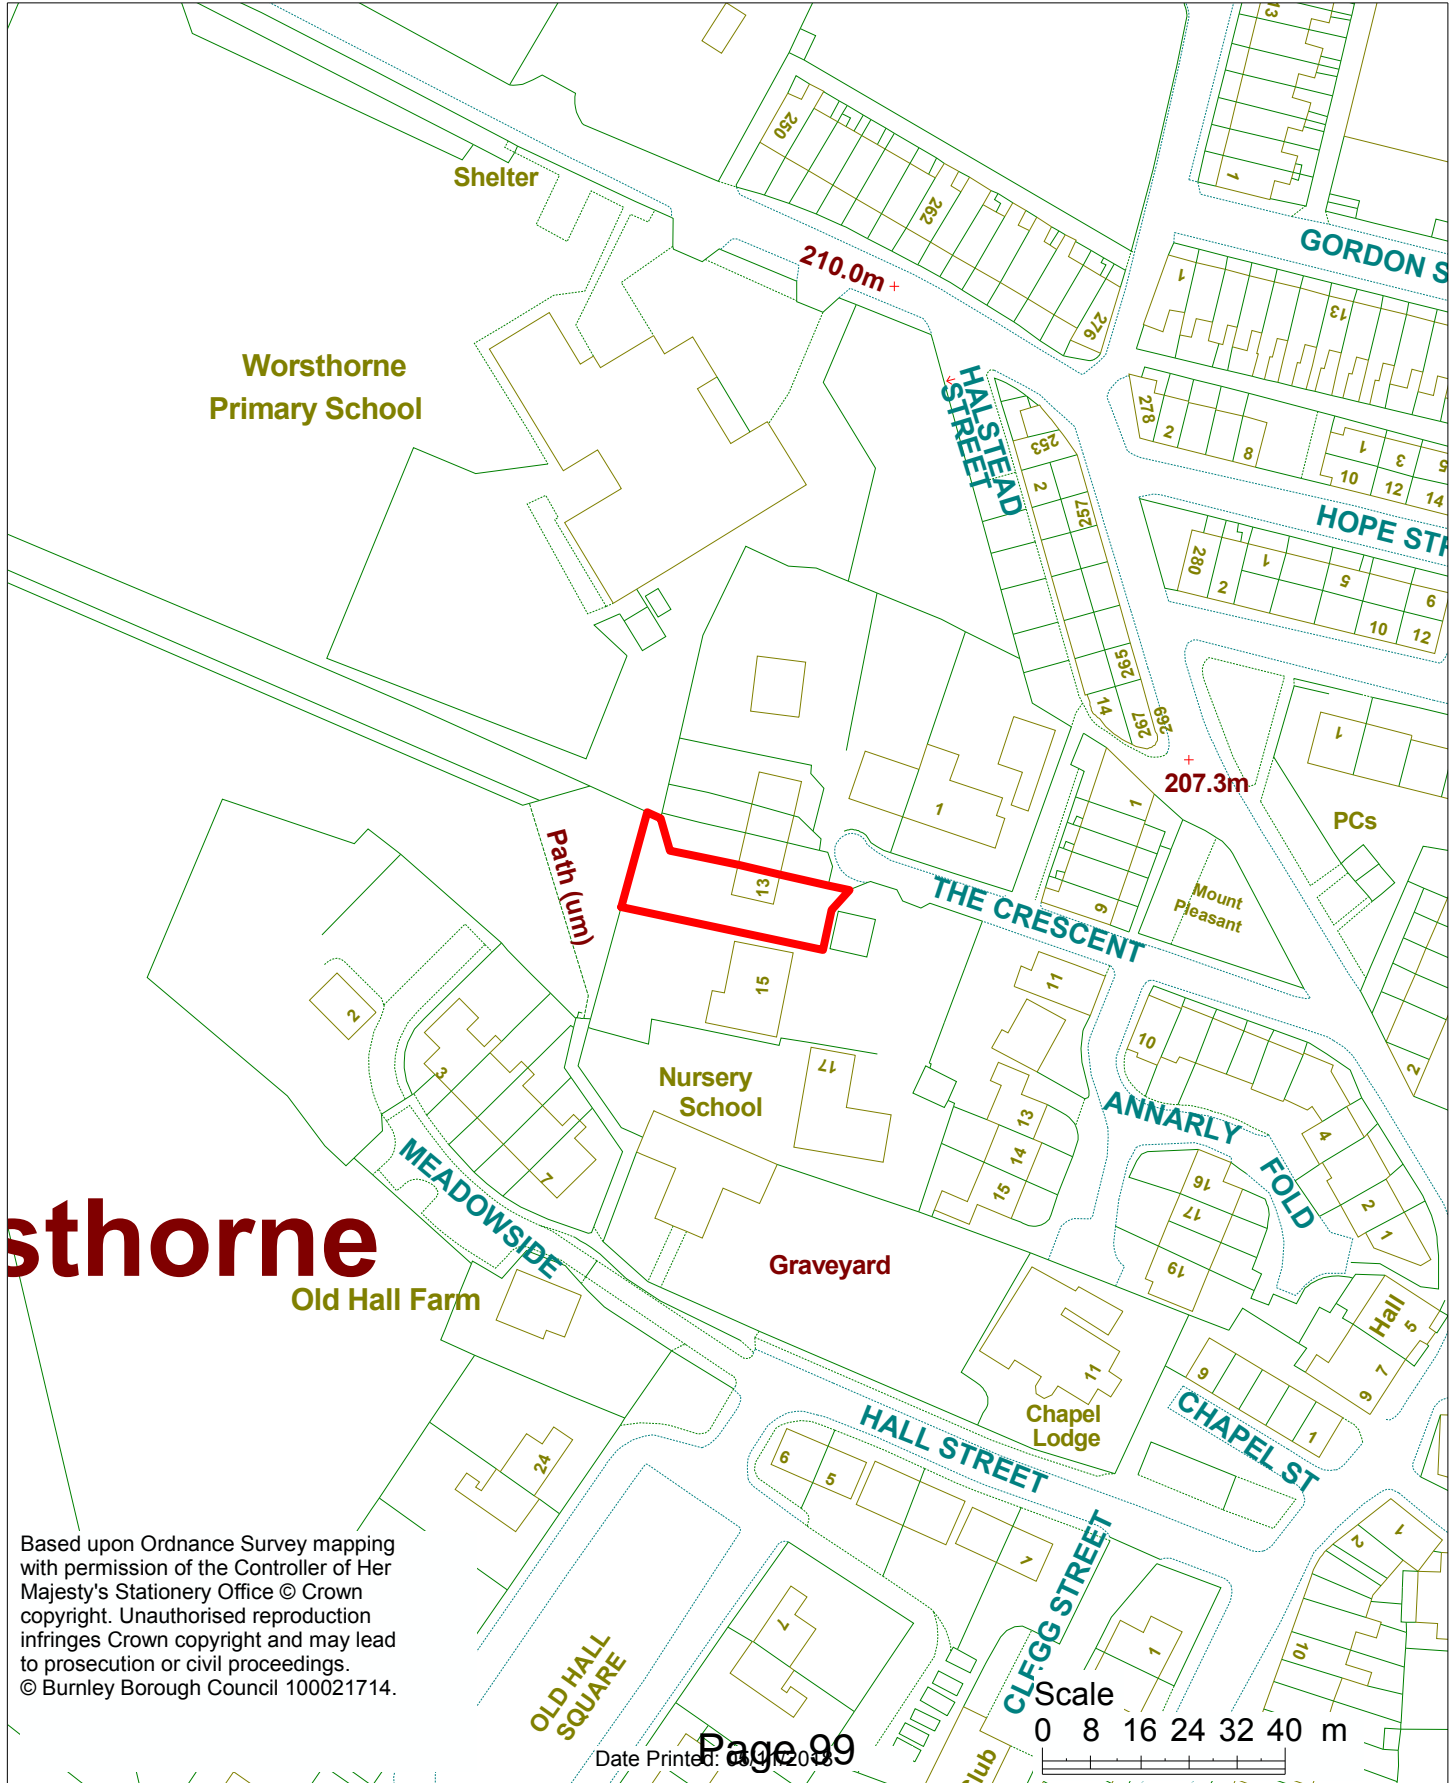 13
250
Shelter
262
1
GORDON S
210.0m
1
13
276
Worsthorne
Primary School
HALSTEAD
STREET
278
2
8
1
3
5
10
12
14
253
2
257
HOPE STR
280
2
1
5
9
10
12
265
14
267
269
1
207.3m
1
1
PCs
Path (um)
13
THE CRESCENT
9
Mount
Pleasant
15
11
2
10
3
17
2
Nursery
School
13
ANNARLY
FOLD
4
14
MEADOWSIDE
7
15
16
17
2
1
sthorne
Graveyard
19
Old Hall Farm
Hall
5
11
9
7
9
Chapel
Lodge
CHAPEL ST
1
HALL STREET
24
6
5
1
CLEGG STREET
1
2
Based upon Ordnance Survey mapping
with permission of the Controller of Her
Majesty's Stationery Office © Crown
copyright. Unauthorised reproduction
infringes Crown copyright and may lead
to prosecution or civil proceedings.
© Burnley Borough Council 100021714.
7
1
10
OLD HALL
SQUARE
Scale
0 8 16 24 32 40 m
Page 99
Date Printed:
Club